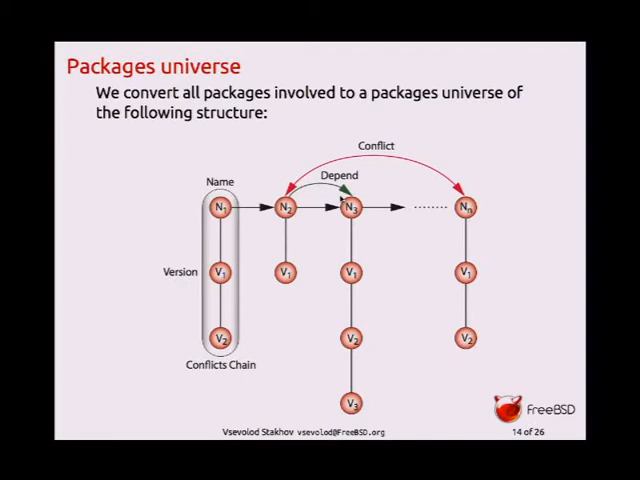 Packages universe
We convert all packages involved to a packages universe of
the following structure:
Conflict
Depend
Name
N1 N2 N3 Nn
Version V1 V1 V1 V1
V2 V2 V2
Conflicts Chain
V3
FreeBSD
Vsevolod Stakhov vsevolod@FreeBSD.org 14 of 26